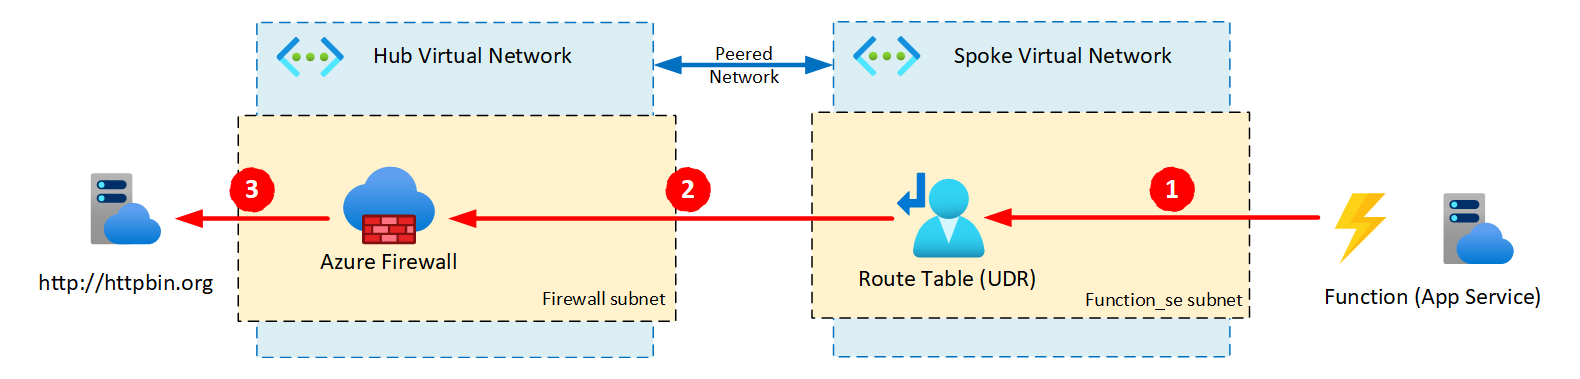 Hub Virtual Network
Peered
Network
Spoke Virtual Network
3
2
1
Azure Firewall
Route Table (UDR)
http://httpbin.org
Firewall subnet
Function_se subnet
Function (App Service)